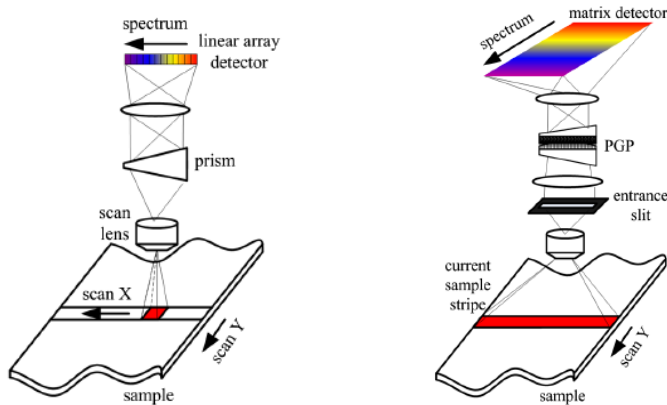 spectrum
linear array
detector
prism
scan
lens
scan X
scan Y
sample
matrix detector
spectrum
PGP
entrance
slit
current
sample
stripe
scan Y
sample